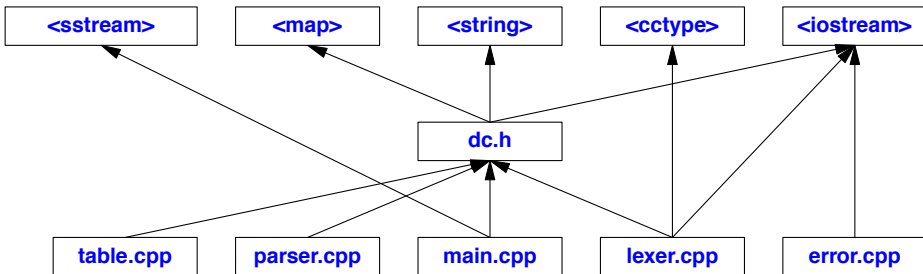 <sstream>
<map>
<string>
<cctype>
<iostream>
dc.h
table.cpp
parser.cpp
main.cpp
lexer.cpp
error.cpp